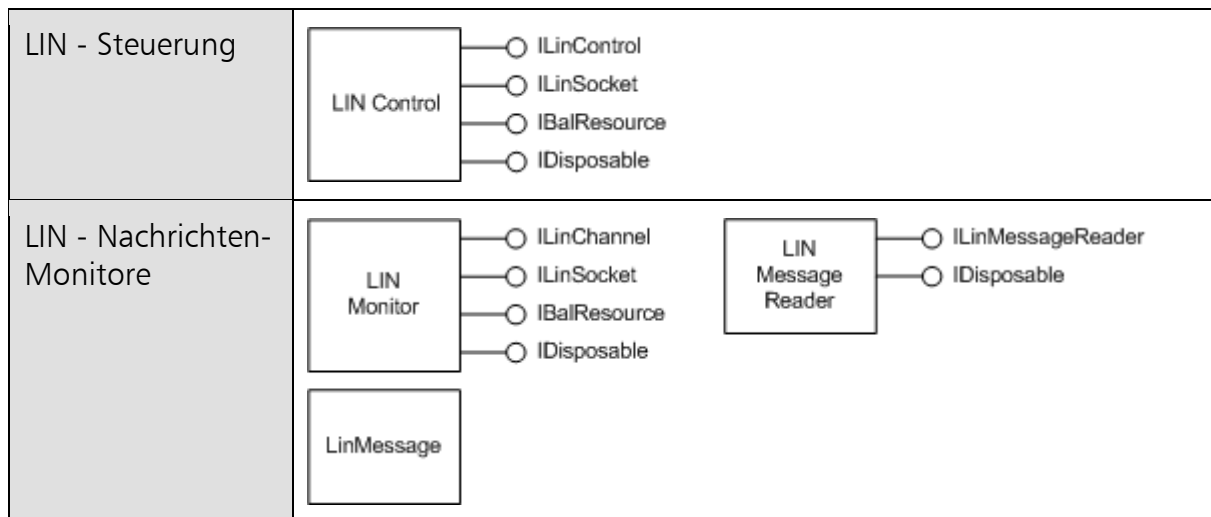 LIN - Steuerung
LIN Control
ILinControl
ILinSocket
IBalResource
IDisposable
LIN - Nachrichten-
Monitore
LIN
Monitor
ILinChannel
ILinSocket
IBalResource
IDisposable
LIN
Message
Reader
ILinMessageReader
IDisposable
LinMessage